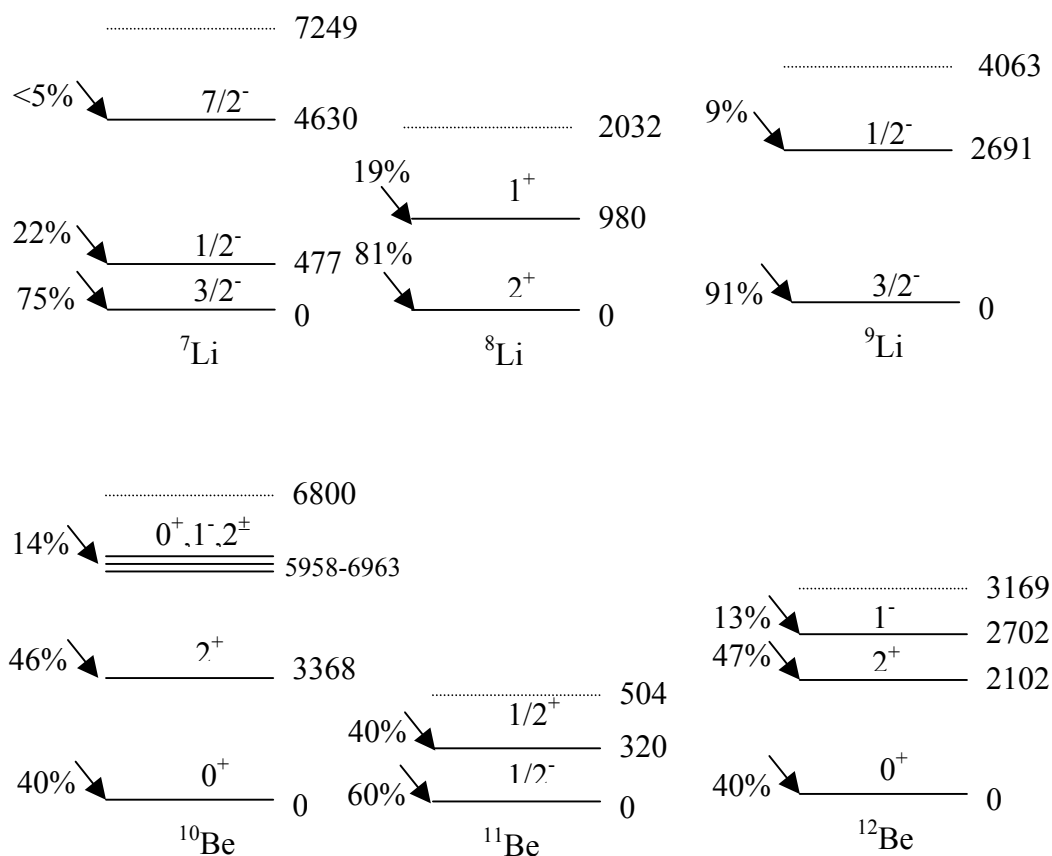 7249
<5% 7/2⁻ 4630
22% 1/2⁻ 477
75% 3/2⁻ 0
⁷Li
2032
19% 1⁺ 980
81% 2⁺ 0
⁸Li
4063
9% 1/2⁻ 2691
91% 3/2⁻ 0
⁹Li
6800
14% 0⁺,1⁻,2± 5958-6963
46% 2⁺ 3368
40% 0⁺ 0
¹⁰Be
504
40% 1/2⁺ 320
60% 1/2⁻ 0
¹¹Be
3169
13% 1⁻ 2702
47% 2⁺ 2102
40% 0⁺ 0
¹²Be